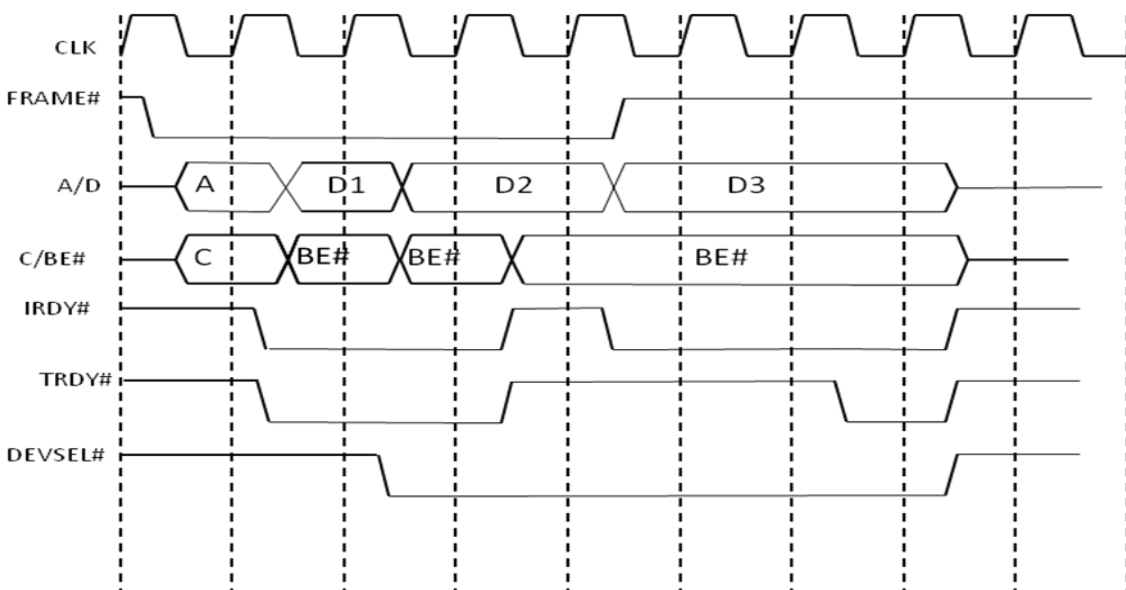 CLK
FRAME#
A/D A D1 D2 D3
C/BE# C BE# BE# BE#
IRDY#
TRDY#
DEVSEL#